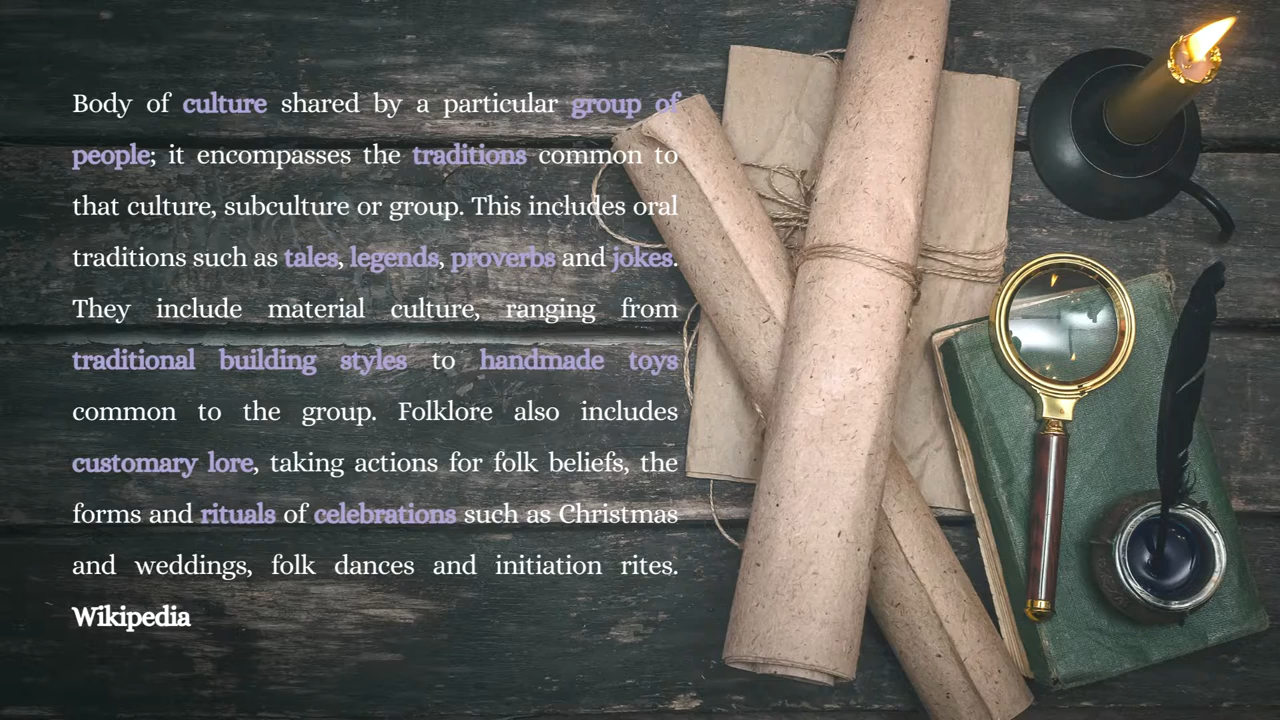 Body of culture shared by a particular group of
people; it encompasses the traditions common to
that culture, subculture or group. This includes oral
traditions such as tales, legends, proverbs and jokes.
They include material culture, ranging from
traditional building styles to handmade toys
common to the group. Folklore also includes
customary lore, taking actions for folk beliefs, the
forms and rituals of celebrations such as Christmas
and weddings, folk dances and initiation rites.
Wikipedia